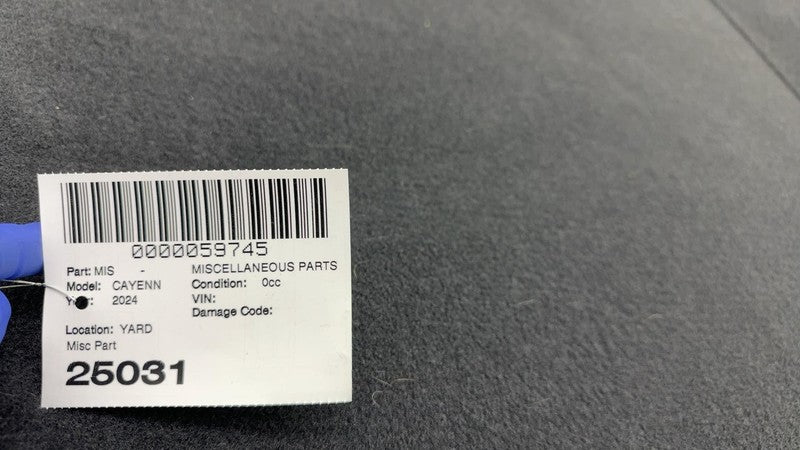 0000059745
Part: MIS - MISCELLANEOUS PARTS
Model: CAYENN Condition: 0cc
2024 VIN:
Damage Code:
Location: YARD
Misc Part
25031